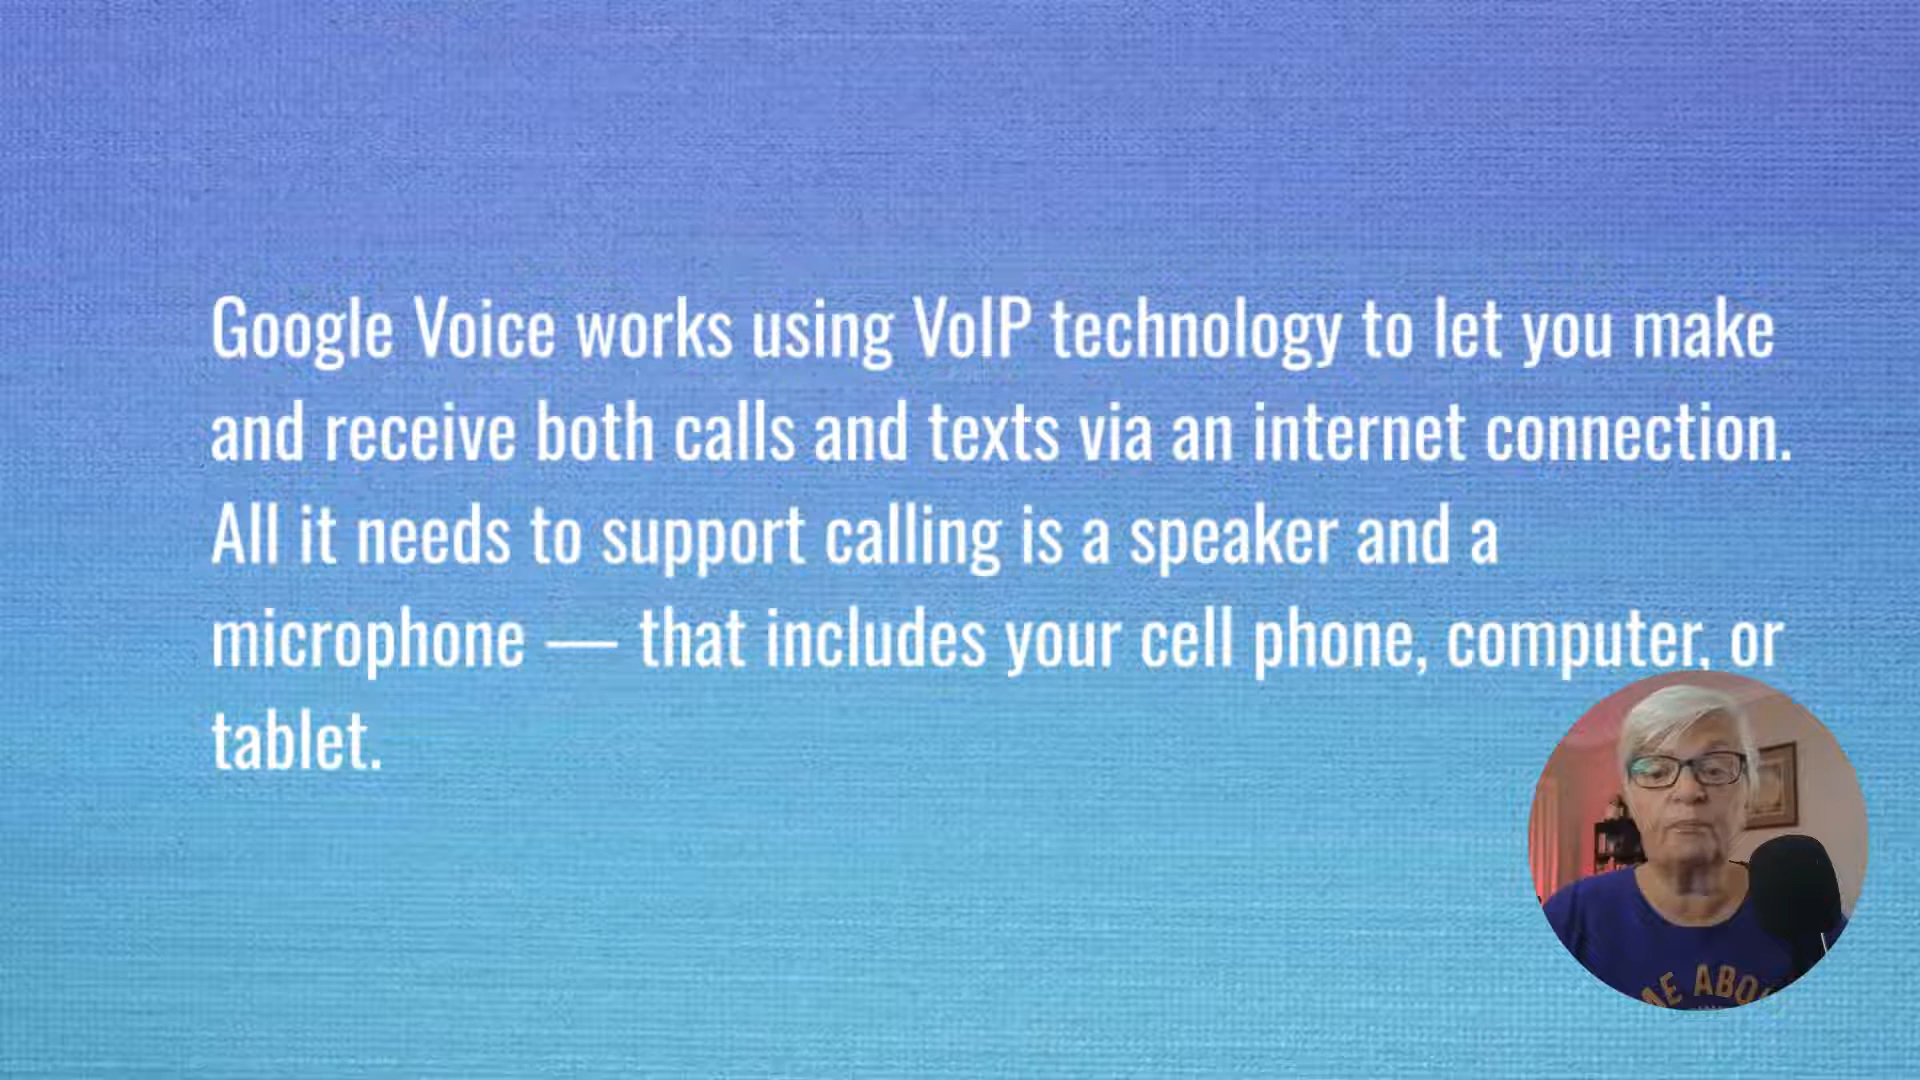 Google Voice works using VoIP technology to let you make
and receive both calls and texts via an internet connection.
All it needs to support calling is a speaker and a
microphone — that includes your cell phone, computer, or
tablet.